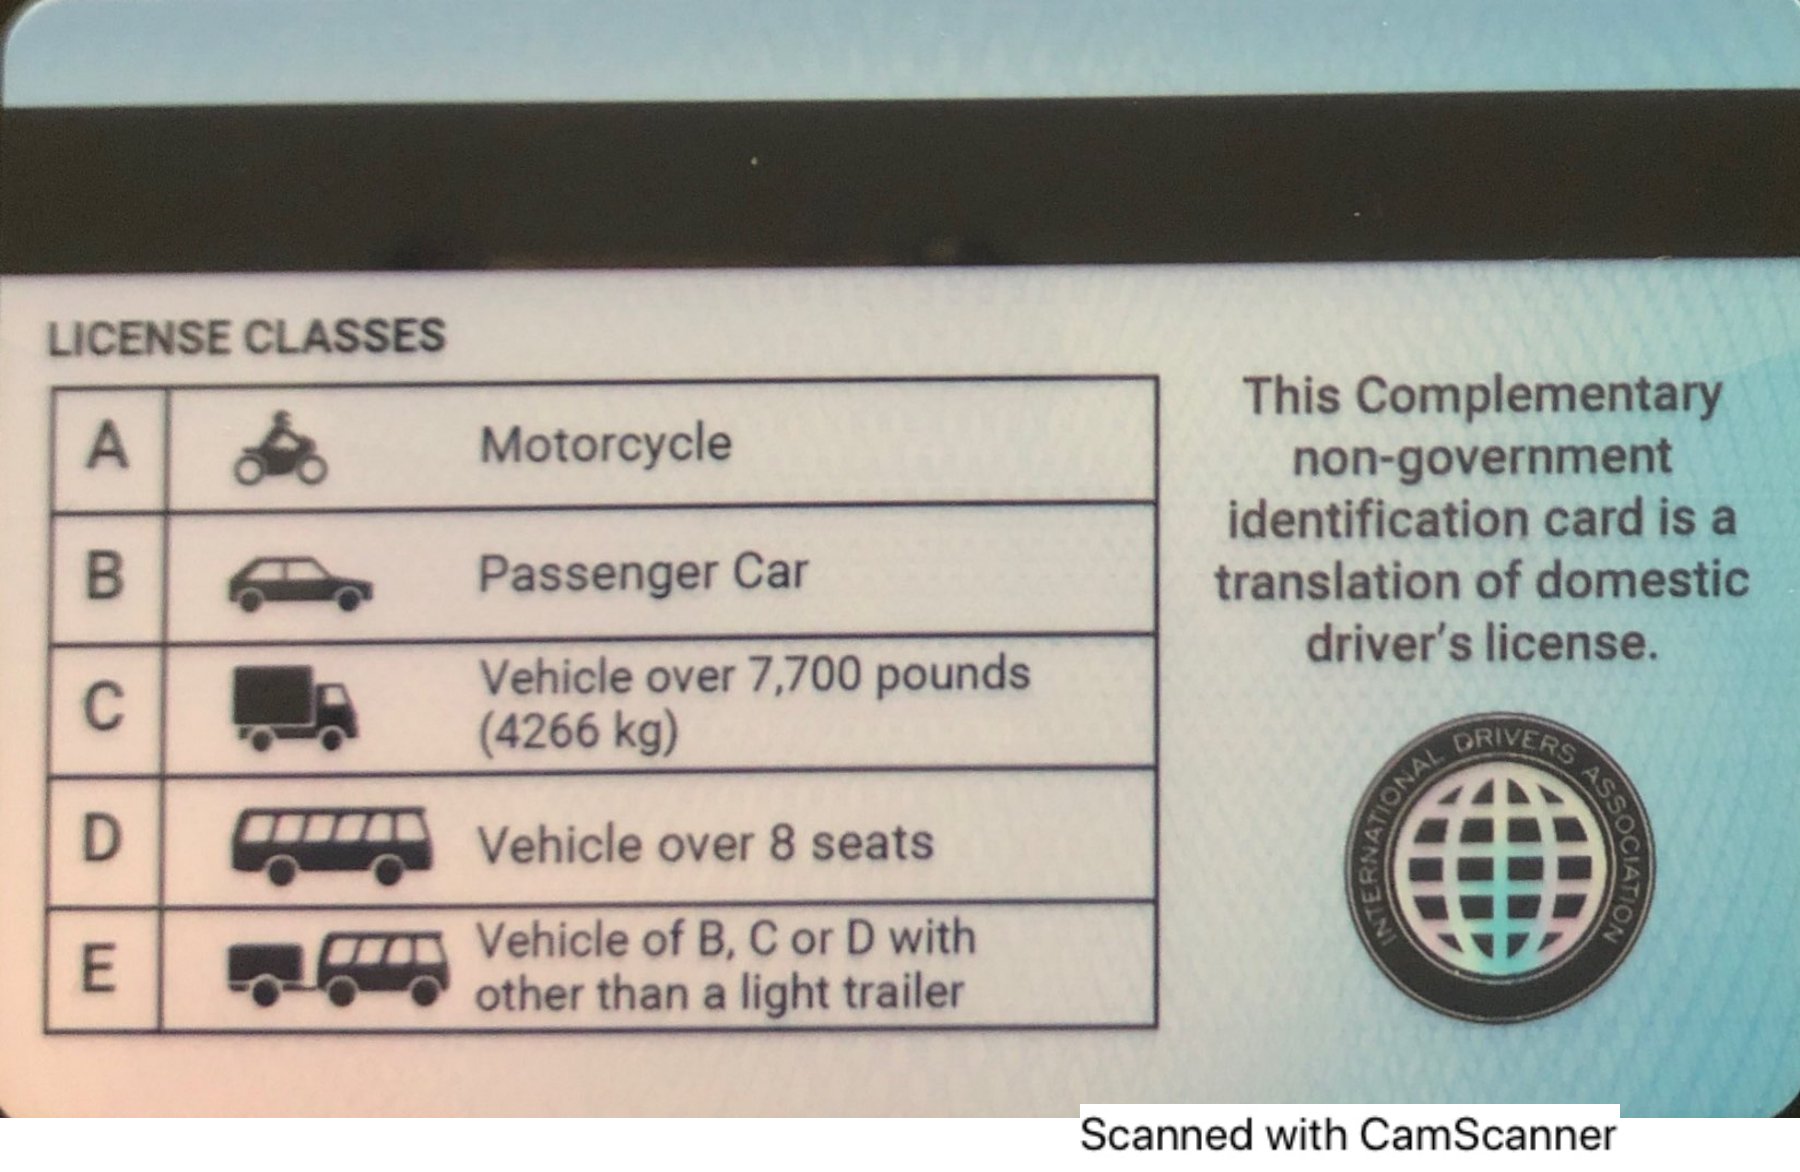 LICENSE CLASSES
A Motorcycle
B Passenger Car
C Vehicle over 7,700 pounds
(4266 kg)
D Vehicle over 8 seats
E Vehicle of B, C or D with
other than a light trailer
This Complementary
non-government
identification card is a
translation of domestic
driver's license.
INTERNATIONAL DRIVERS ASSOCIATION
Scanned with CamScanner